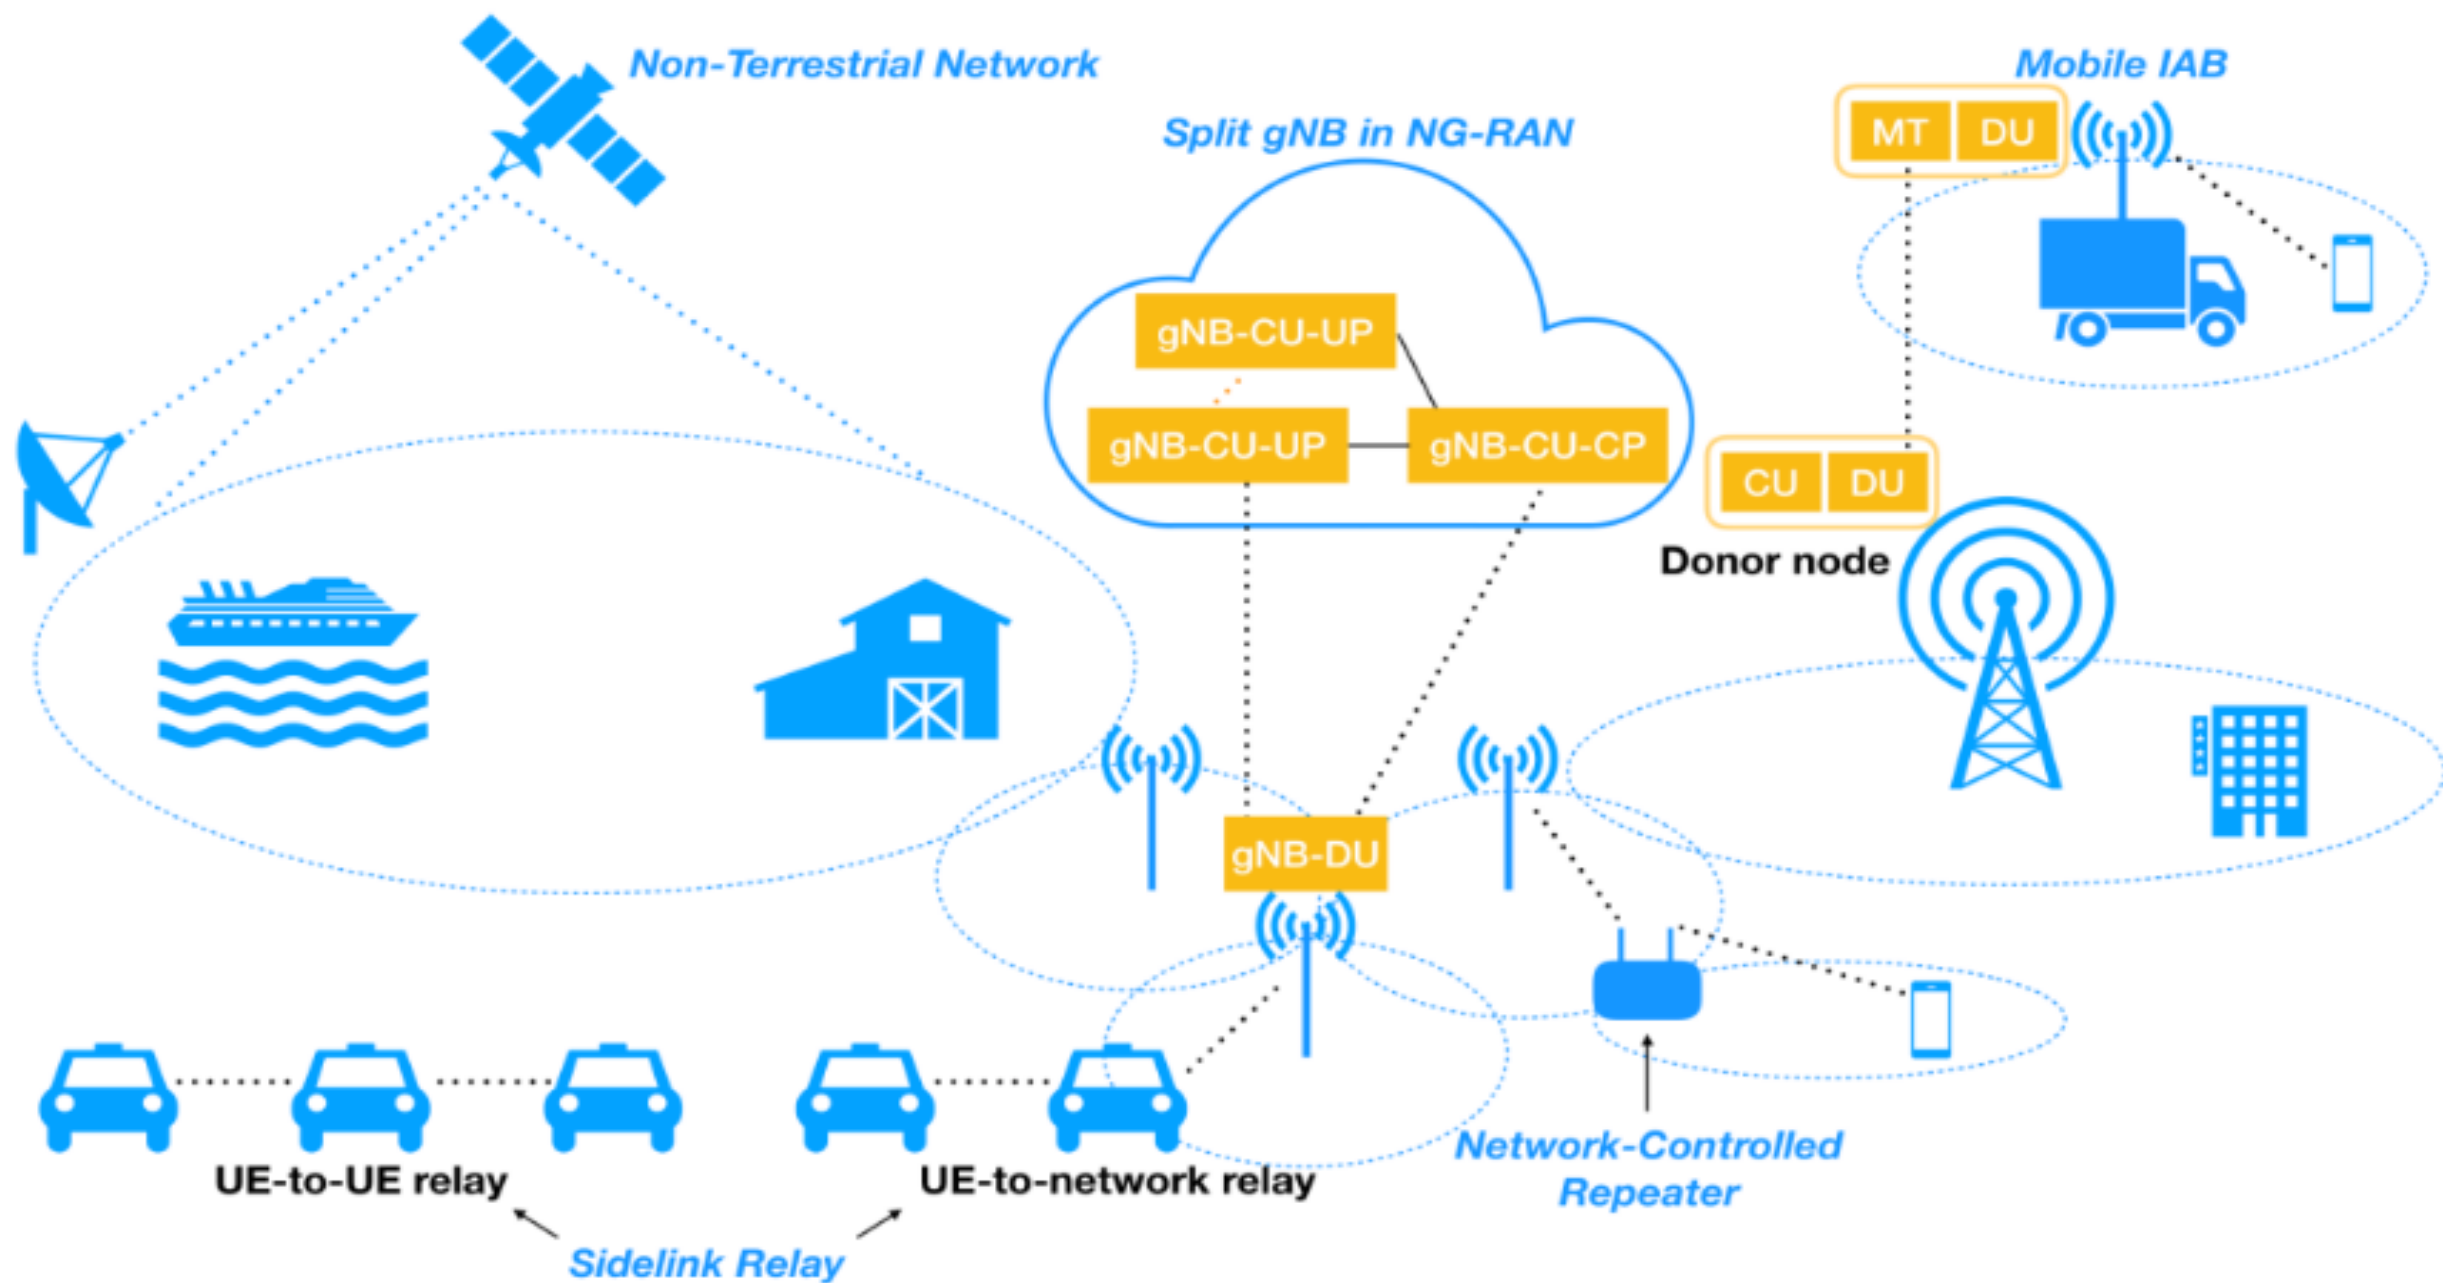 Non-Terrestrial Network
Mobile IAB
Split gNB in NG-RAN
MT DU
gNB-CU-UP
gNB-CU-UP
gNB-CU-CP
CU DU
Donor node
gNB-DU
Network-Controlled
Repeater
UE-to-UE relay
UE-to-network relay
Sidelink Relay